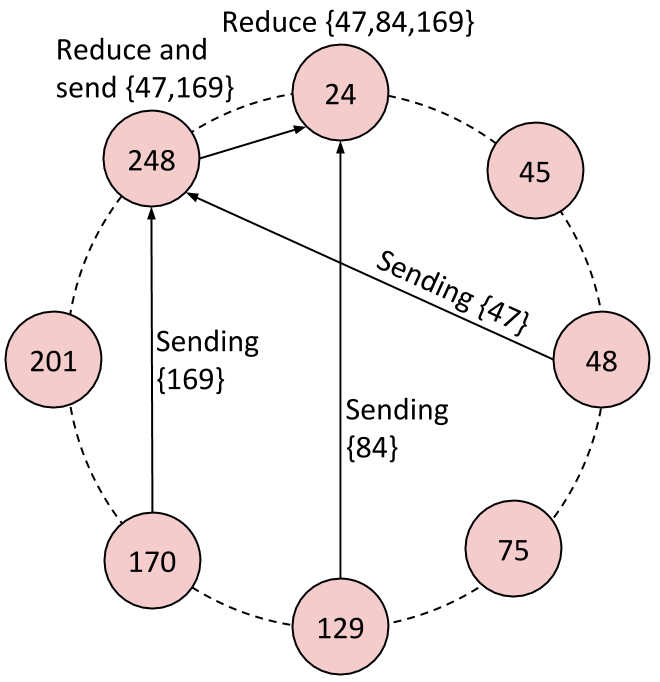 Reduce {47,84,169}
Reduce and
send {47,169}
24
248
45
Sending {47}
Sending
{169}
201
48
Sending
{84}
170
75
129